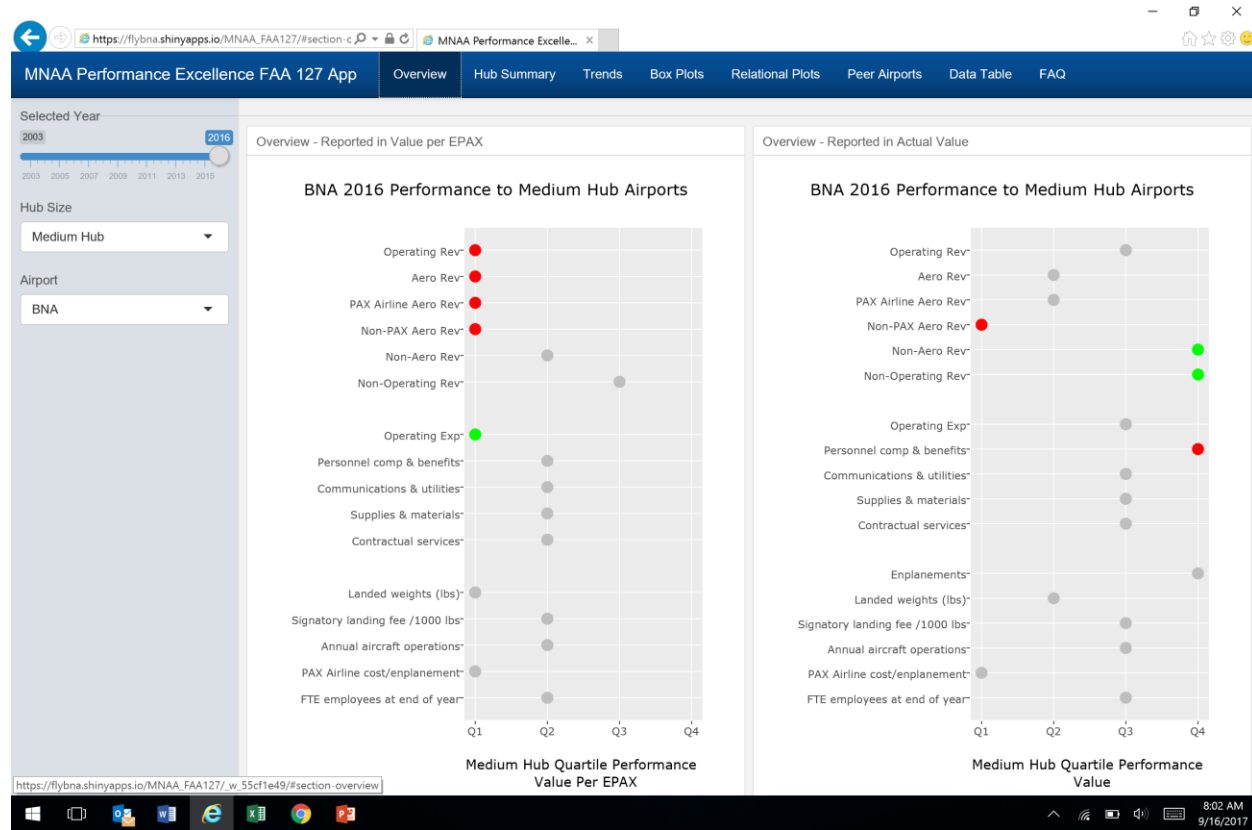 https://flybna.shinyapps.io/MNAA_FAA127/#section-c
MNAA Performance Excelle...
MNAA Performance Excellence FAA 127 App
Overview
Hub Summary
Trends
Box Plots
Relational Plots
Peer Airports
Data Table
FAQ
Selected Year
2003
2016
2003 2005 2007 2009 2011 2013 2015
Hub Size
Medium Hub
Airport
BNA
Overview - Reported in Value per EPAX
BNA 2016 Performance to Medium Hub Airports
Operating Rev
Aero Rev
PAX Airline Aero Rev
Non-PAX Aero Rev
Non-Aero Rev
Non-Operating Rev
Operating Exp
Personnel comp & benefits
Communications & utilities
Supplies & materials
Contractual services
Landed weights (lbs)
Signatory landing fee /1000 lbs
Annual aircraft operations
PAX Airline cost/enplanement
FTE employees at end of year
Q1 Q2 Q3 Q4
Medium Hub Quartile Performance
Value Per EPAX
Overview - Reported in Actual Value
BNA 2016 Performance to Medium Hub Airports
Operating Rev
Aero Rev
PAX Airline Aero Rev
Non-PAX Aero Rev
Non-Aero Rev
Non-Operating Rev
Operating Exp
Personnel comp & benefits
Communications & utilities
Supplies & materials
Contractual services
Enplanements
Landed weights (lbs)
Signatory landing fee /1000 lbs
Annual aircraft operations
PAX Airline cost/enplanement
FTE employees at end of year
Q1 Q2 Q3 Q4
Medium Hub Quartile Performance
Value
https://flybna.shinyapps.io/MNAA_FAA127/_w_55cf1e49/#section-overview
8:02 AM
9/16/2017